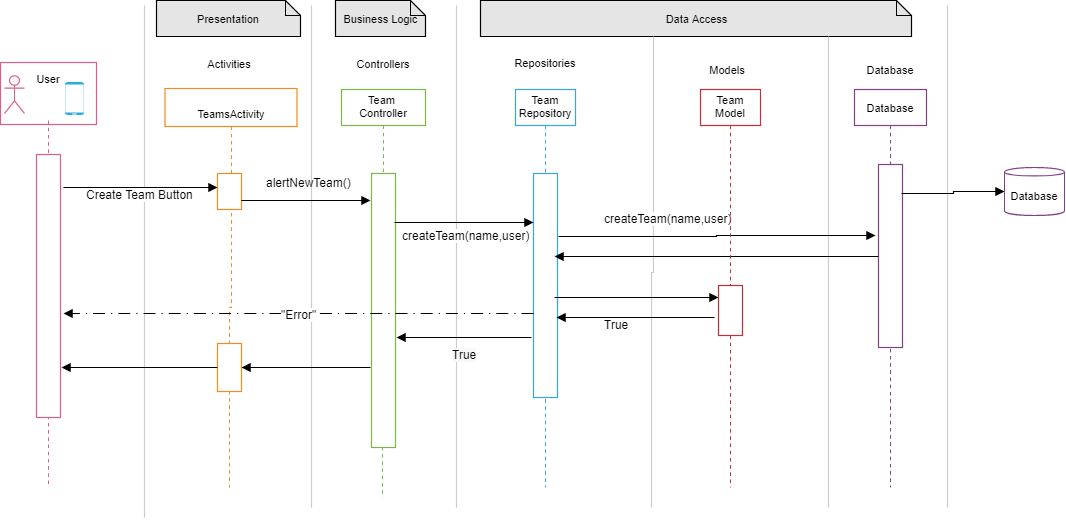 Presentation
Business Logic
Data Access
Activities
Controllers
Repositories
Models
Database
User
TeamsActivity
Team
Controller
Team
Repository
Team
Model
Database
Create Team Button
alertNewTeam()
createTeam(name,user)
createTeam(name,user)
Database
"Error"
True
True